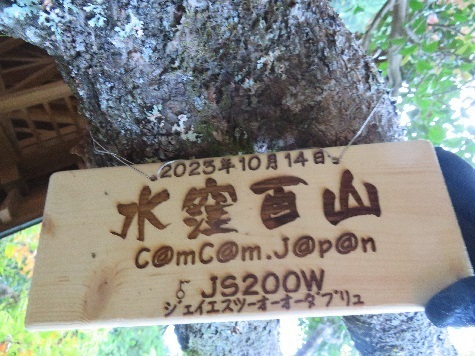 2023年10月14日
水窪百山
C@mC@m.J@p@n
JS200W
ジェイエスツーオーオーダブリュ